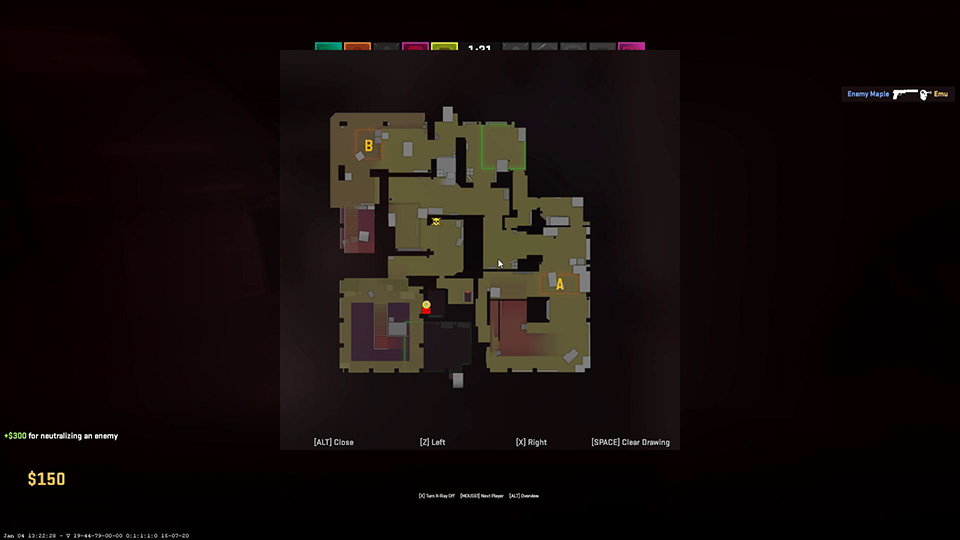 1:21
Enemy Maple Emu
B
A
+$300 for neutralizing an enemy
[ALT] Close [Z] Left [X] Right [SPACE] Clear Drawing
$150
[X] Turn X-Ray Off [MOUSE1] Next Player [ALT] Overview